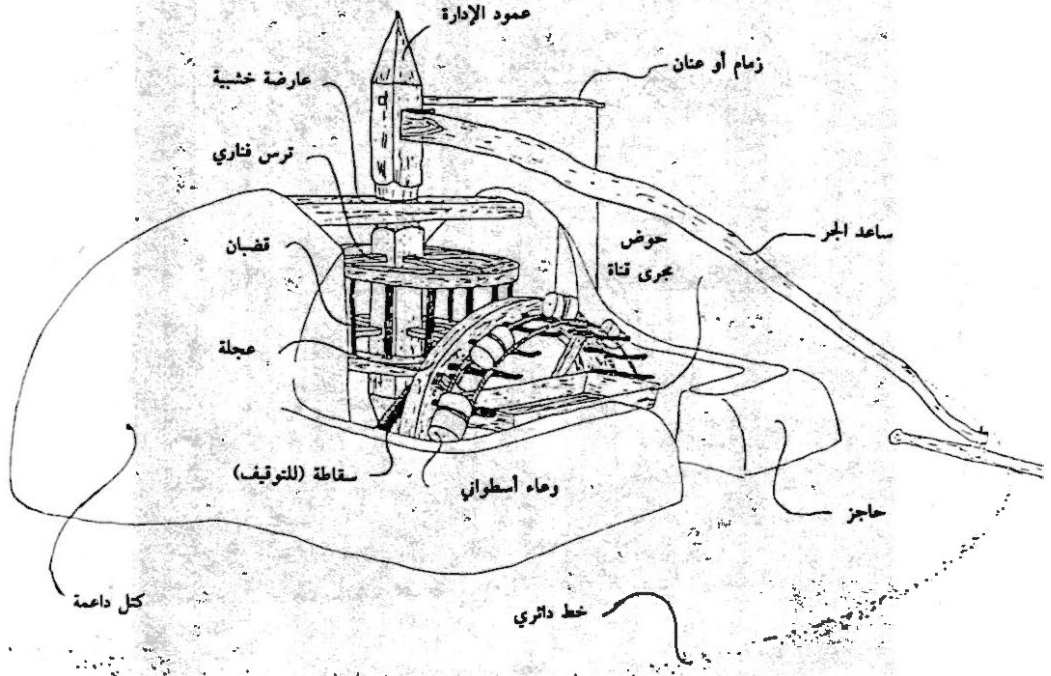 عمود الإدارة
زمام أو عنان
عارضة خشبية
ترس فناري
ساعد الجر
حوض
مجرى قناة
قضبان
عجلة
سقاطة (للتوقيف)
وعاء أسطواني
حاجز
كتل داعمة
خط دائري